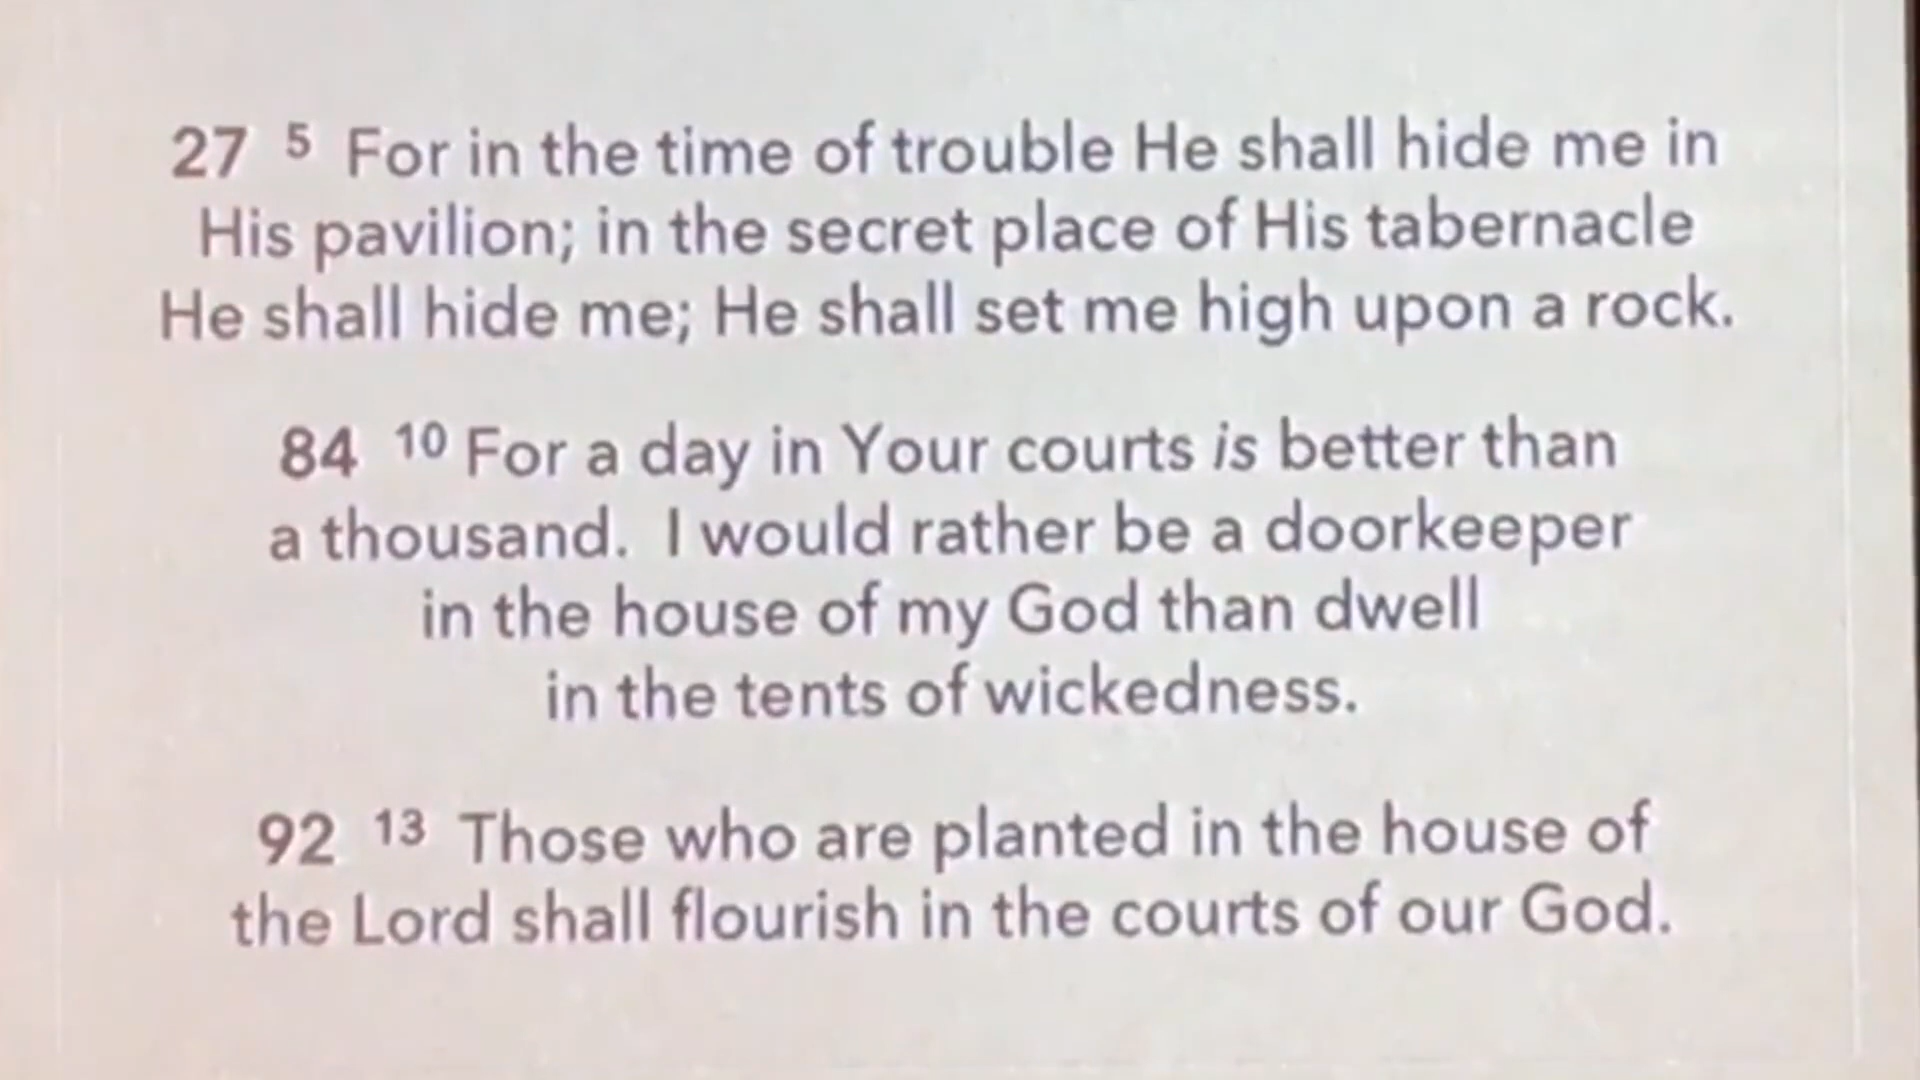 27 5 For in the time of trouble He shall hide me in
His pavilion; in the secret place of His tabernacle
He shall hide me; He shall set me high upon a rock.
84 10 For a day in Your courts is better than
a thousand. I would rather be a doorkeeper
in the house of my God than dwell
in the tents of wickedness.
92 13 Those who are planted in the house of
the Lord shall flourish in the courts of our God.